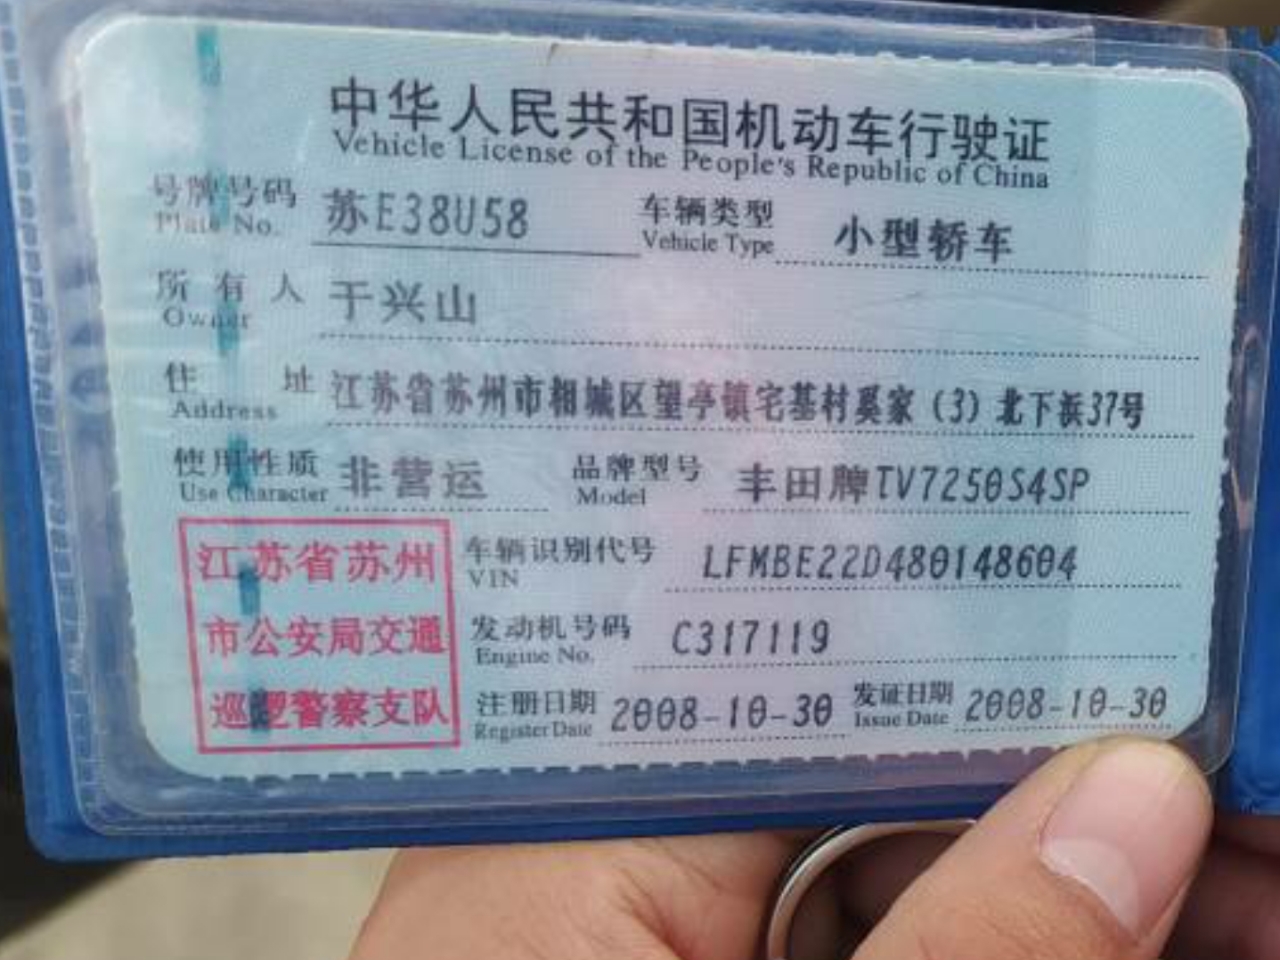 中华人民共和国机动车行驶证
Vehicle License of the People's Republic of China
号牌号码 苏E38U58 车辆类型 小型轿车
Plate No. Vehicle Type
所有人 于兴山
Owner
住址 江苏省苏州市相城区望亭镇宅基村奚家（3）北下浜37号
Address
使用性质 非营运 品牌型号 丰田牌TV7250S4SP
Use Character Model
江苏省苏州
市公安局交通
巡逻警察支队
车辆识别代号 LFMBE22D480148604
VIN
发动机号码 C317119
Engine No.
注册日期 2008-10-30 发证日期 2008-10-30
Register Date Issue Date